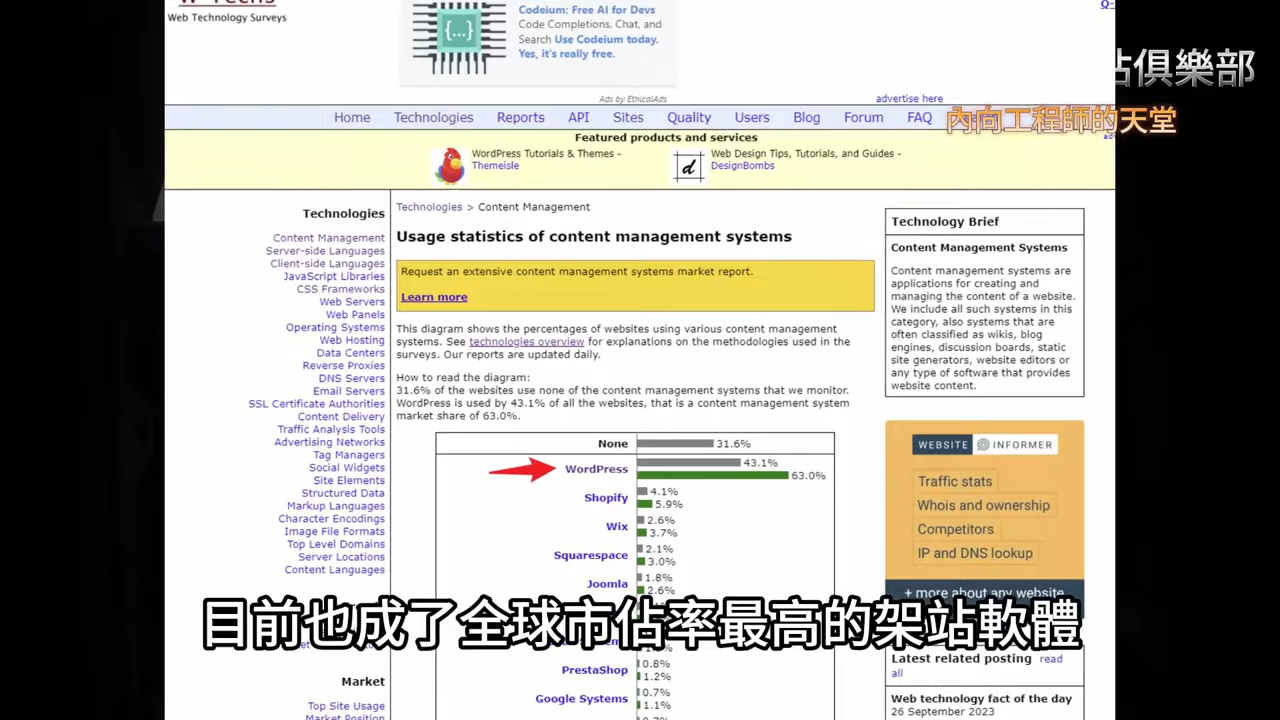 Web Technology Surveys
Codeium: Free AI for Devs
Code Completions, Chat, and
Search Use Codeium today.
Yes, it's really free.
{...}
Ads by EthicalAds
advertise here
站俱樂部
內向工程師的天堂
Home Technologies Reports API Sites Quality Users Blog Forum FAQ
Featured products and services
WordPress Tutorials & Themes -
Themeisle
Web Design Tips, Tutorials, and Guides -
DesignBombs
Technologies
Content Management
Server-side Languages
Client-side Languages
JavaScript Libraries
CSS Frameworks
Web Servers
Web Panels
Operating Systems
Web Hosting
Data Centers
Reverse Proxies
DNS Servers
Email Servers
SSL Certificate Authorities
Content Delivery
Traffic Analysis Tools
Advertising Networks
Tag Managers
Social Widgets
Site Elements
Structured Data
Markup Languages
Character Encodings
Image File Formats
Top Level Domains
Server Locations
Content Languages
Market
Top Site Usage
Market Position
Technologies > Content Management
Usage statistics of content management systems
Request an extensive content management systems market report.
Learn more
This diagram shows the percentages of websites using various content management
systems. See technologies overview for explanations on the methodologies used in the
surveys. Our reports are updated daily.
How to read the diagram:
31.6% of the websites use none of the content management systems that we monitor.
WordPress is used by 43.1% of all the websites, that is a content management system
market share of 63.0%.
None 31.6%
WordPress 43.1%
63.0%
Shopify 4.1%
5.9%
Wix 2.6%
3.7%
Squarespace 2.1%
3.0%
Joomla 1.8%
2.6%
PrestaShop 0.8%
1.2%
Google Systems 0.7%
1.1%
Technology Brief
Content Management Systems
Content management systems are
applications for creating and
managing the content of a website.
We include all such systems in this
category, also systems that are
often classified as wikis, blog
engines, discussion boards, static
site generators, website editors or
any type of software that provides
website content.
WEBSITE INFORMER
Traffic stats
Whois and ownership
Competitors
IP and DNS lookup
+ more about any website
Latest related posting read
all
Web technology fact of the day
26 September 2023
目前也成了全球市佔率最高的架站軟體